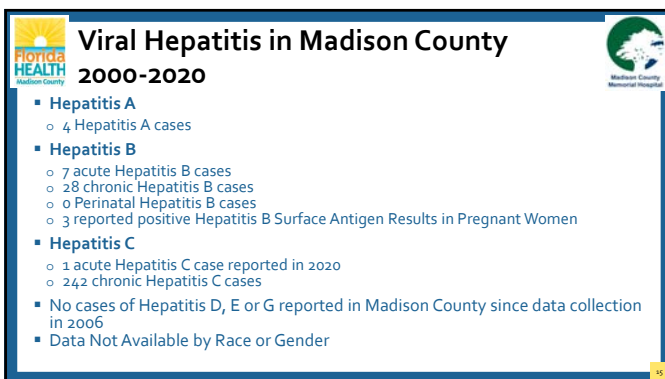 Florida
HEALTH
Madison County
Viral Hepatitis in Madison County
2000-2020
Madison County
Memorial Hospital
▪ Hepatitis A
o 4 Hepatitis A cases
▪ Hepatitis B
o 7 acute Hepatitis B cases
o 28 chronic Hepatitis B cases
o 0 Perinatal Hepatitis B cases
o 3 reported positive Hepatitis B Surface Antigen Results in Pregnant Women
▪ Hepatitis C
o 1 acute Hepatitis C case reported in 2020
o 242 chronic Hepatitis C cases
▪ No cases of Hepatitis D, E or G reported in Madison County since data collection
in 2006
▪ Data Not Available by Race or Gender
15